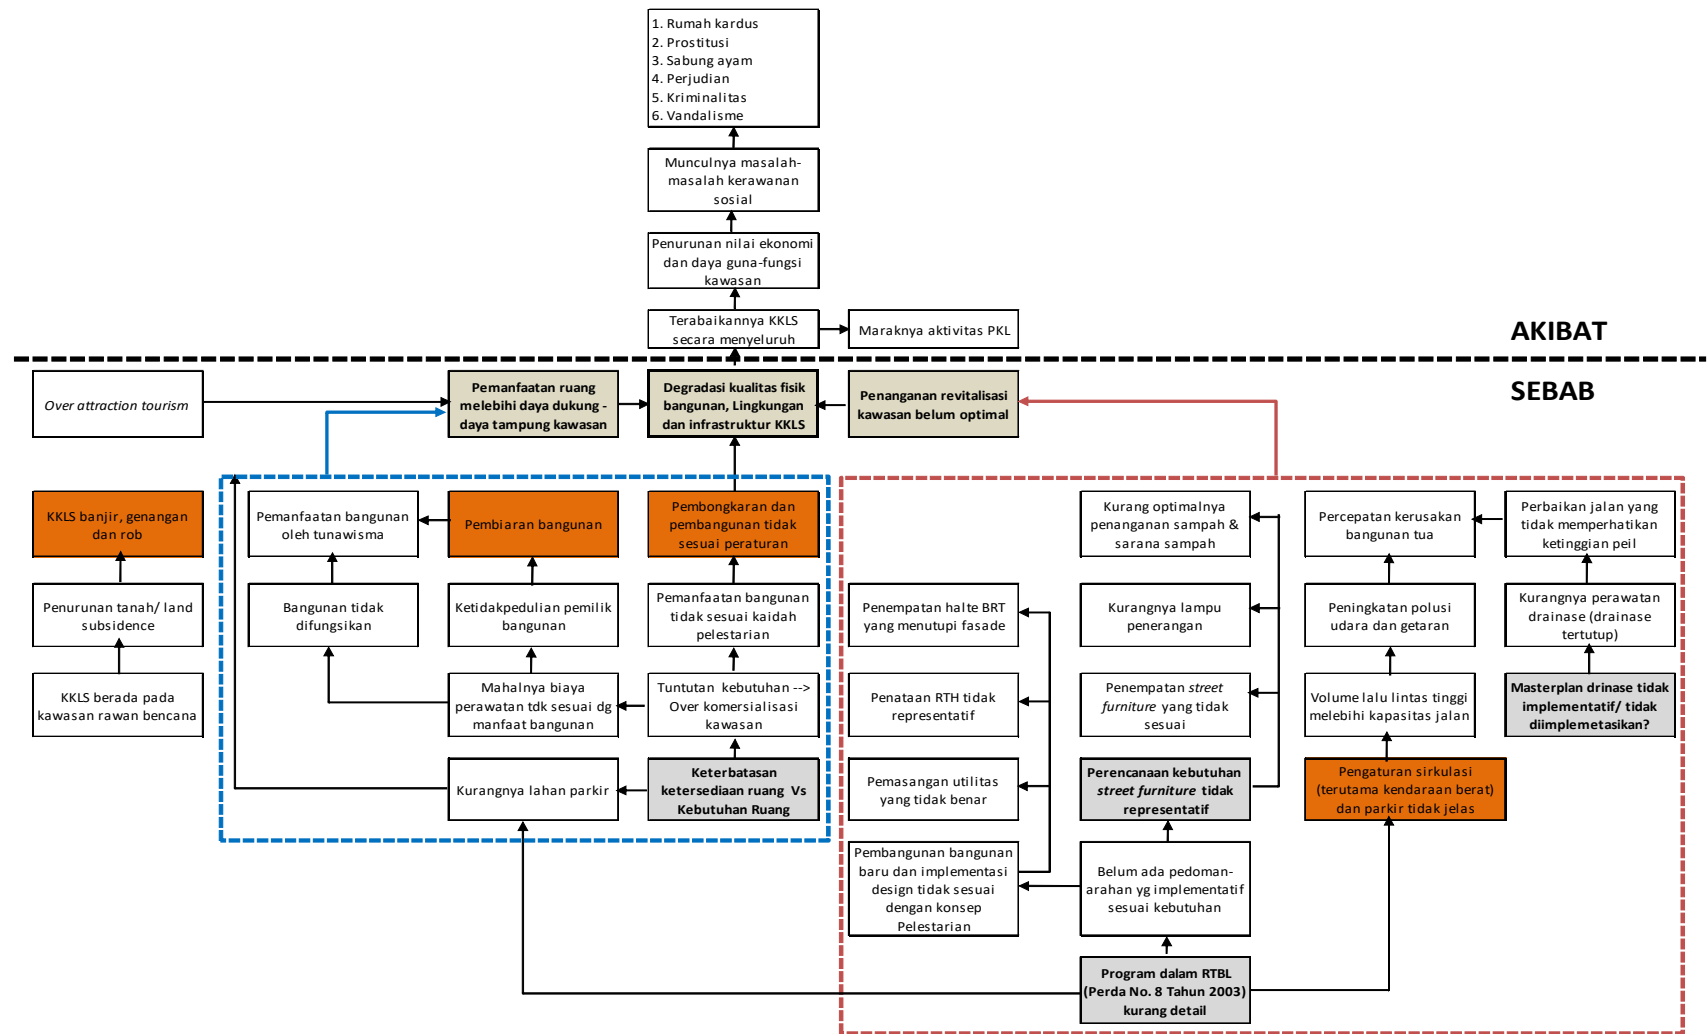 1. Rumah kardus
2. Prostitusi
3. Sabung ayam
4. Perjudian
5. Kriminalitas
6. Vandalisme
Munculnya masalah-
masalah kerawanan
sosial
Penurunan nilai ekonomi
dan daya guna-fungsi
kawasan
Terabaikannya KKLS
secara menyeluruh
Maraknya aktivitas PKL
AKIBAT
SEBAB
Over attraction tourism
Pemanfaatan ruang
melebihi daya dukung -
daya tampung kawasan
Degradasi kualitas fisik
bangunan, Lingkungan
dan infrastruktur KKLS
Penanganan revitalisasi
kawasan belum optimal
KKLS banjir, genangan
dan rob
Pemanfaatan bangunan
oleh tunawisma
Pembiaran bangunan
Pembongkaran dan
pembangunan tidak
sesuai peraturan
Kurang optimalnya
penanganan sampah &
sarana sampah
Percepatan kerusakan
bangunan tua
Perbaikan jalan yang
tidak memperhatikan
ketinggian peil
Penurunan tanah/ land
subsidence
Bangunan tidak
difungsikan
Ketidakpedulian pemilik
bangunan
Pemanfaatan bangunan
tidak sesuai kaidah
pelestarian
Penempatan halte BRT
yang menutupi fasade
Kurangnya lampu
penerangan
Peningkatan polusi
udara dan getaran
Kurangnya perawatan
drainase (drainase
tertutup)
KKLS berada pada
kawasan rawan bencana
Mahalnya biaya
perawatan tdk sesuai dg
manfaat bangunan
Tuntutan kebutuhan -->
Over komersialisasi
kawasan
Penataan RTH tidak
representatif
Penempatan street
furniture yang tidak
sesuai
Volume lalu lintas tinggi
melebihi kapasitas jalan
Masterplan drinase tidak
implementatif/ tidak
diimplemetasikan?
Kurangnya lahan parkir
Keterbatasan
ketersediaan ruang Vs
Kebutuhan Ruang
Pemasangan utilitas
yang tidak benar
Perencanaan kebutuhan
street furniture tidak
representatif
Pengaturan sirkulasi
(terutama kendaraan berat)
dan parkir tidak jelas
Pembangunan bangunan
baru dan implementasi
design tidak sesuai
dengan konsep
Pelestarian
Belum ada pedoman-
arahan yg implementatif
sesuai kebutuhan
Program dalam RTBL
(Perda No. 8 Tahun 2003)
kurang detail